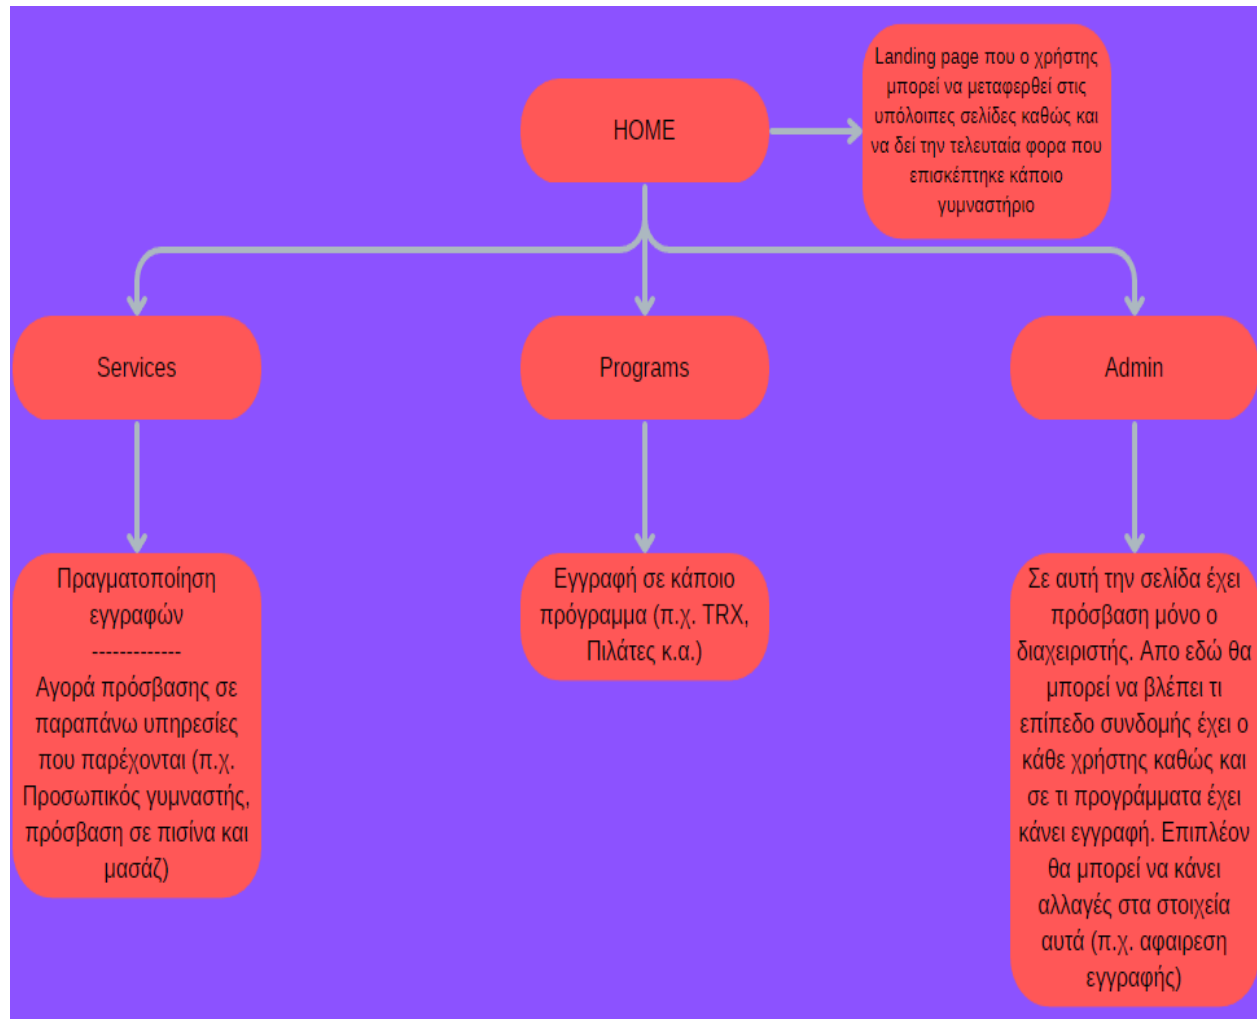 Landing page που ο χρήστης
μπορεί να μεταφερθεί στις
υπόλοιπες σελίδες καθώς και
να δεί την τελευταία φορα που
επισκέπτηκε κάποιο
γυμναστήριο
HOME
Services
Programs
Admin
Πραγματοποίηση
εγγραφών
-------------
Αγορά πρόσβασης σε
παραπάνω υπηρεσίες
που παρέχονται (π.χ.
Προσωπικός γυμναστής,
πρόσβαση σε πισίνα και
μασάζ)
Εγγραφή σε κάποιο
πρόγραμμα (π.χ. TRX,
Πιλάτες κ.α.)
Σε αυτή την σελίδα έχει
πρόσβαση μόνο ο
διαχειριστής. Απο εδώ θα
μπορεί να βλέπει τι
επίπεδο συνδομής έχει ο
κάθε χρήστης καθώς και
σε τι προγράμματα έχει
κάνει εγγραφή. Επιπλέον
θα μπορεί να κάνει
αλλαγές στα στοιχεία
αυτά (π.χ. αφαιρεση
εγγραφής)